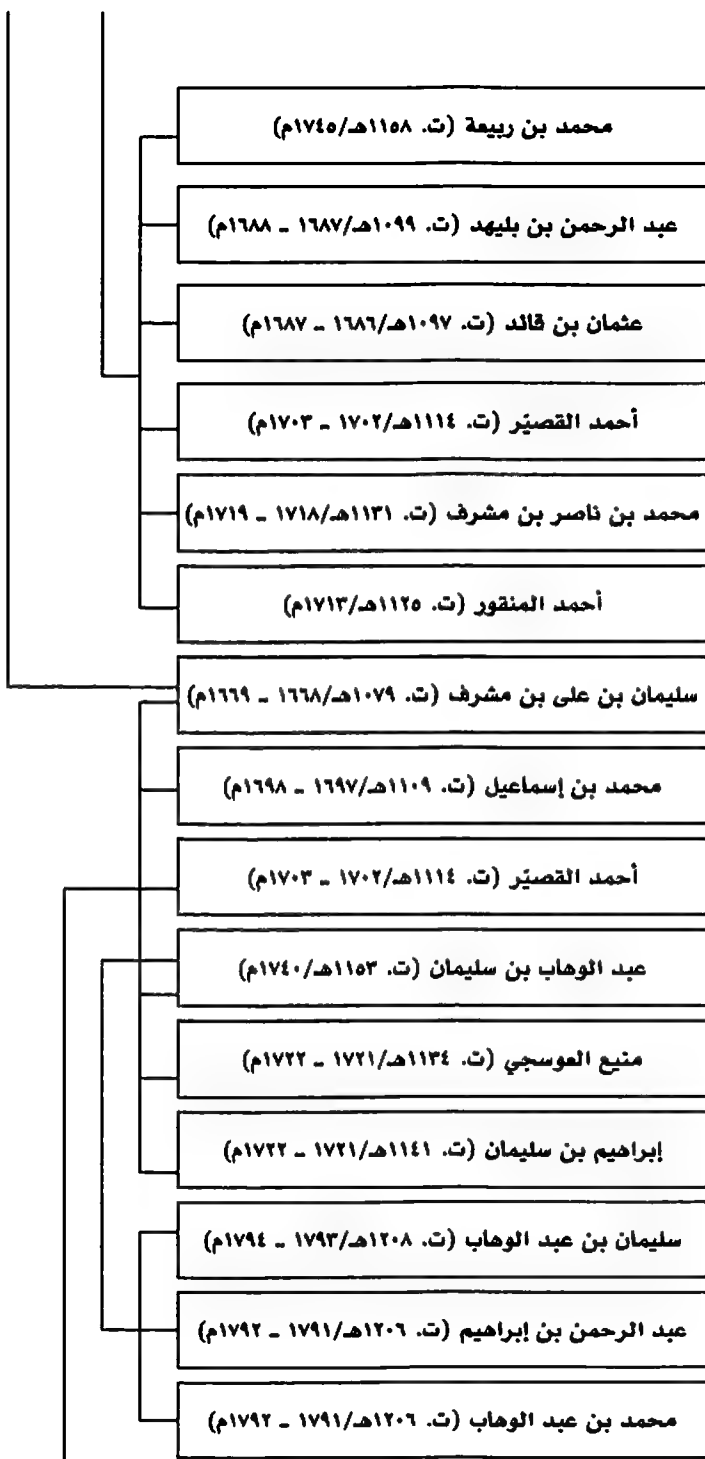 محمد بن ربيعة (ت. ١١٥٨هـ/١٧٤٥م)
عبد الرحمن بن بليهد (ت. ١٠٩٩هـ/١٦٨٧ ـ ١٦٨٨م)
عثمان بن قائد (ت. ١٠٩٧هـ/١٦٨٦ ـ ١٦٨٧م)
أحمد القصيّر (ت. ١١١٤هـ/١٧٠٢ ـ ١٧٠٣م)
محمد بن ناصر بن مشرف (ت. ١١٣١هـ/١٧١٨ ـ ١٧١٩م)
أحمد المنقور (ت. ١١٢٥هـ/١٧١٣م)
سليمان بن على بن مشرف (ت. ١٠٧٩هـ/١٦٦٨ ـ ١٦٦٩م)
محمد بن إسماعيل (ت. ١١٠٩هـ/١٦٩٧ ـ ١٦٩٨م)
أحمد القصيّر (ت. ١١١٤هـ/١٧٠٢ ـ ١٧٠٣م)
عبد الوهاب بن سليمان (ت. ١١٥٣هـ/١٧٤٠م)
منيع العوسجي (ت. ١١٣٤هـ/١٧٢١ ـ ١٧٢٢م)
إبراهيم بن سليمان (ت. ١١٤١هـ/١٧٢١ ـ ١٧٢٢م)
سليمان بن عبد الوهاب (ت. ١٢٠٨هـ/١٧٩٣ ـ ١٧٩٤م)
عبد الرحمن بن إبراهيم (ت. ١٢٠٦هـ/١٧٩١ ـ ١٧٩٢م)
محمد بن عبد الوهاب (ت. ١٢٠٦هـ/١٧٩١ ـ ١٧٩٢م)